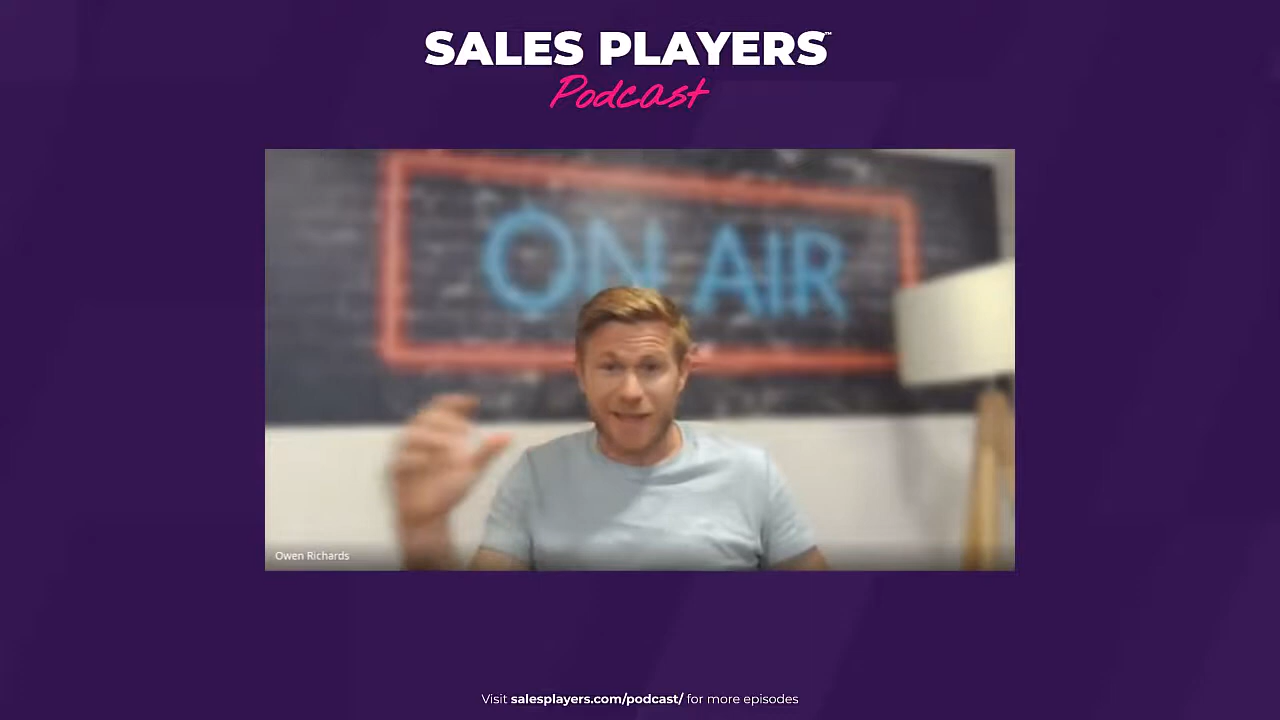 SALES PLAYERS™
Podcast
ON AIR
Owen Richards
Visit salesplayers.com/podcast/ for more episodes